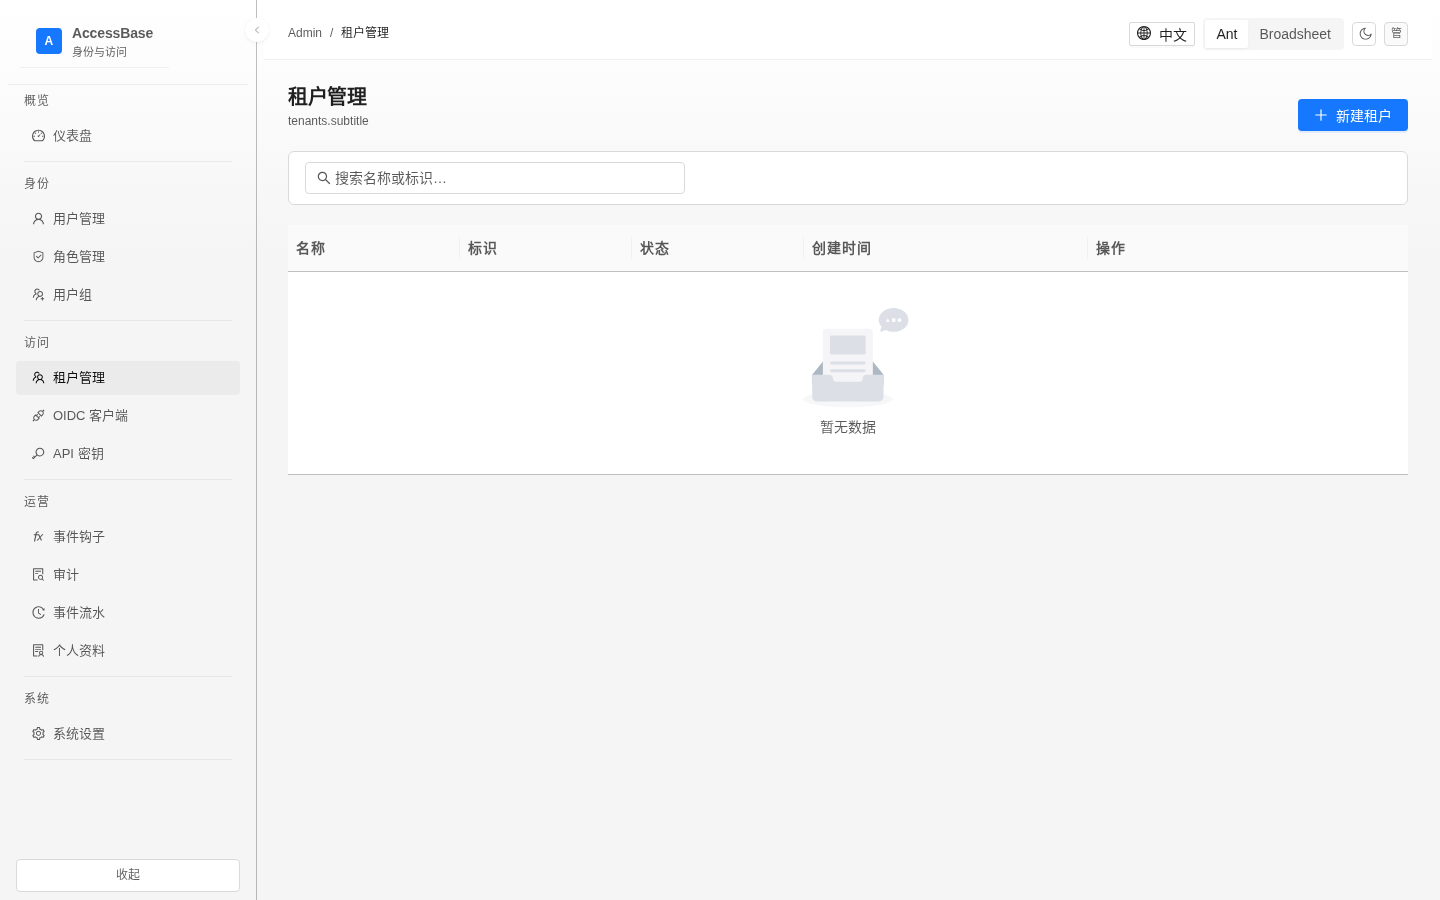 A
AccessBase
身份与访问
概览
仪表盘
身份
用户管理
角色管理
用户组
访问
租户管理
OIDC 客户端
API 密钥
运营
fx 事件钩子
审计
事件流水
个人资料
系统
系统设置
收起
Admin / 租户管理
中文
Ant
Broadsheet
管
租户管理
tenants.subtitle
新建租户
搜索名称或标识…
名称 标识 状态 创建时间 操作
暂无数据